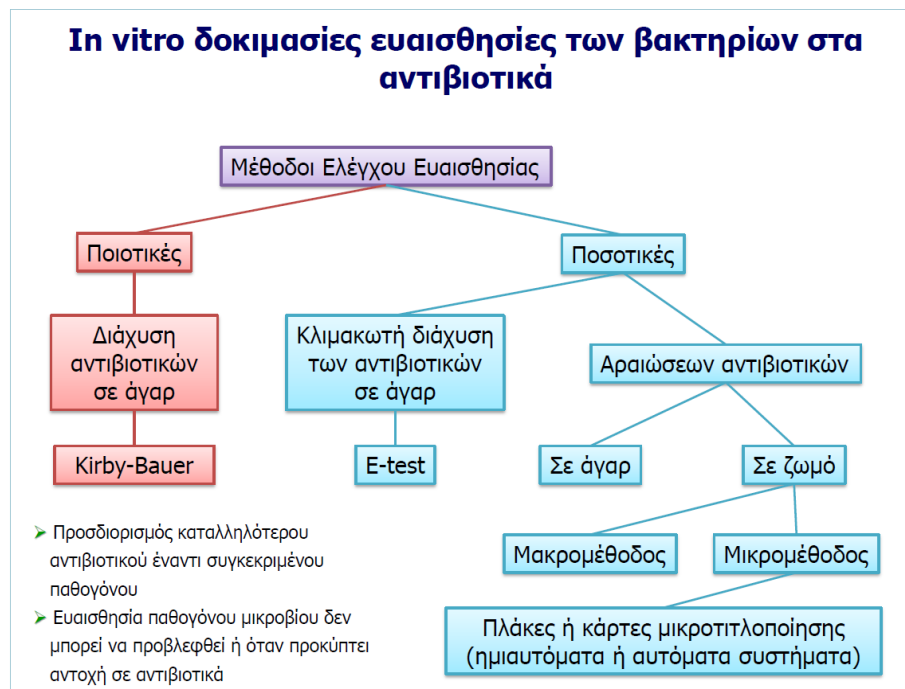 In vitro δοκιμασίες ευαισθησίες των βακτηρίων στα
αντιβιοτικά
Μέθοδοι Ελέγχου Ευαισθησίας
Ποιοτικές
Ποσοτικές
Διάχυση
αντιβιοτικών
σε άγαρ
Κλιμακωτή διάχυση
των αντιβιοτικών
σε άγαρ
Αραιώσεων αντιβιοτικών
Kirby-Bauer
E-test
Σε άγαρ
Σε ζωμό
Μακρομέθοδος
Μικρομέθοδος
Πλάκες ή κάρτες μικροτιτλοποίησης
(ημιαυτόματα ή αυτόματα συστήματα)
➢ Προσδιορισμός καταλληλότερου
αντιβιοτικού έναντι συγκεκριμένου
παθογόνου
➢ Ευαισθησία παθογόνου μικροβίου δεν
μπορεί να προβλεφθεί ή όταν προκύπτει
αντοχή σε αντιβιοτικά